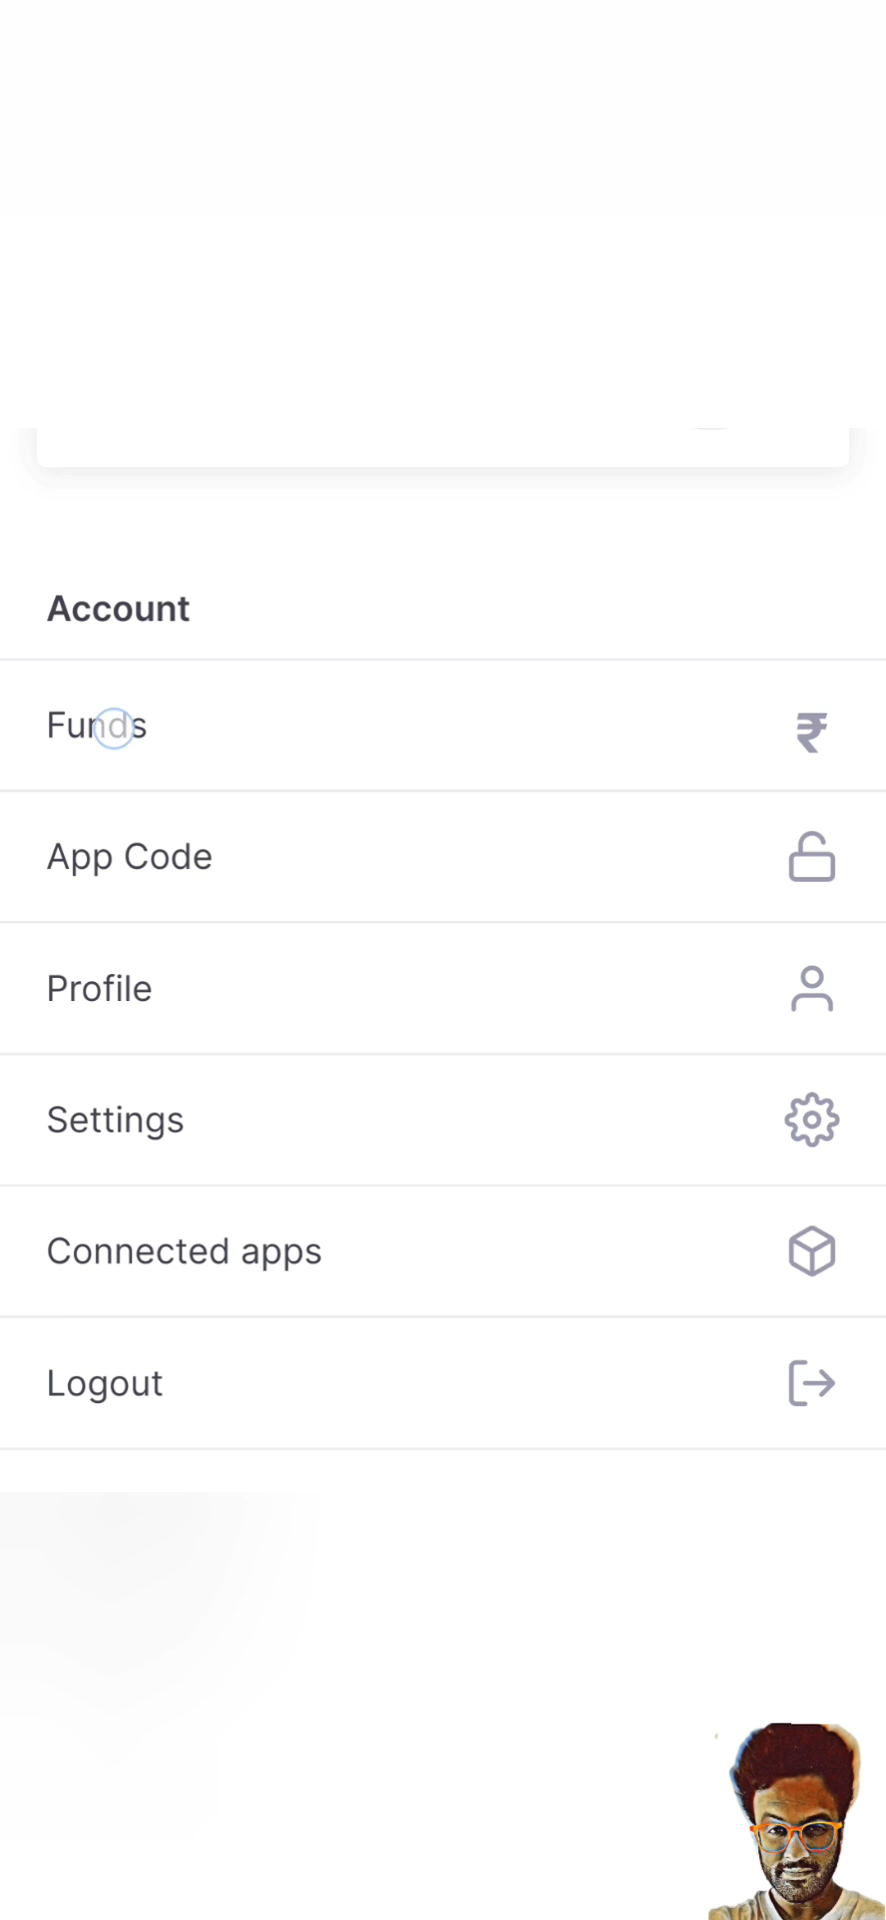 Account
Funds
₹
App Code
Profile
Settings
Connected apps
Logout